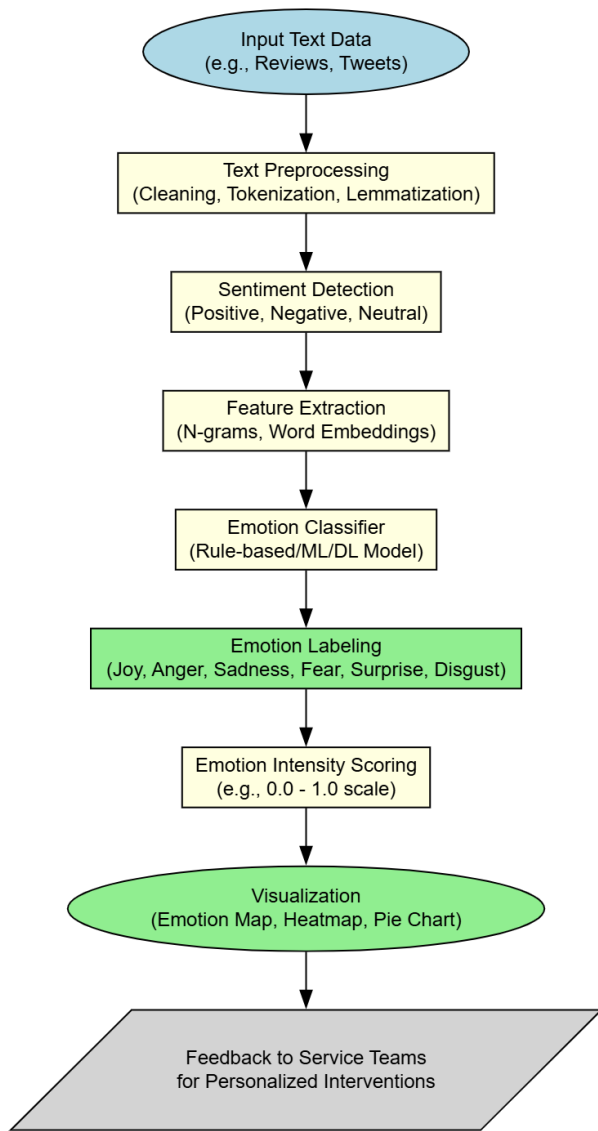 Input Text Data
(e.g., Reviews, Tweets)
Text Preprocessing
(Cleaning, Tokenization, Lemmatization)
Sentiment Detection
(Positive, Negative, Neutral)
Feature Extraction
(N-grams, Word Embeddings)
Emotion Classifier
(Rule-based/ML/DL Model)
Emotion Labeling
(Joy, Anger, Sadness, Fear, Surprise, Disgust)
Emotion Intensity Scoring
(e.g., 0.0 - 1.0 scale)
Visualization
(Emotion Map, Heatmap, Pie Chart)
Feedback to Service Teams
for Personalized Interventions